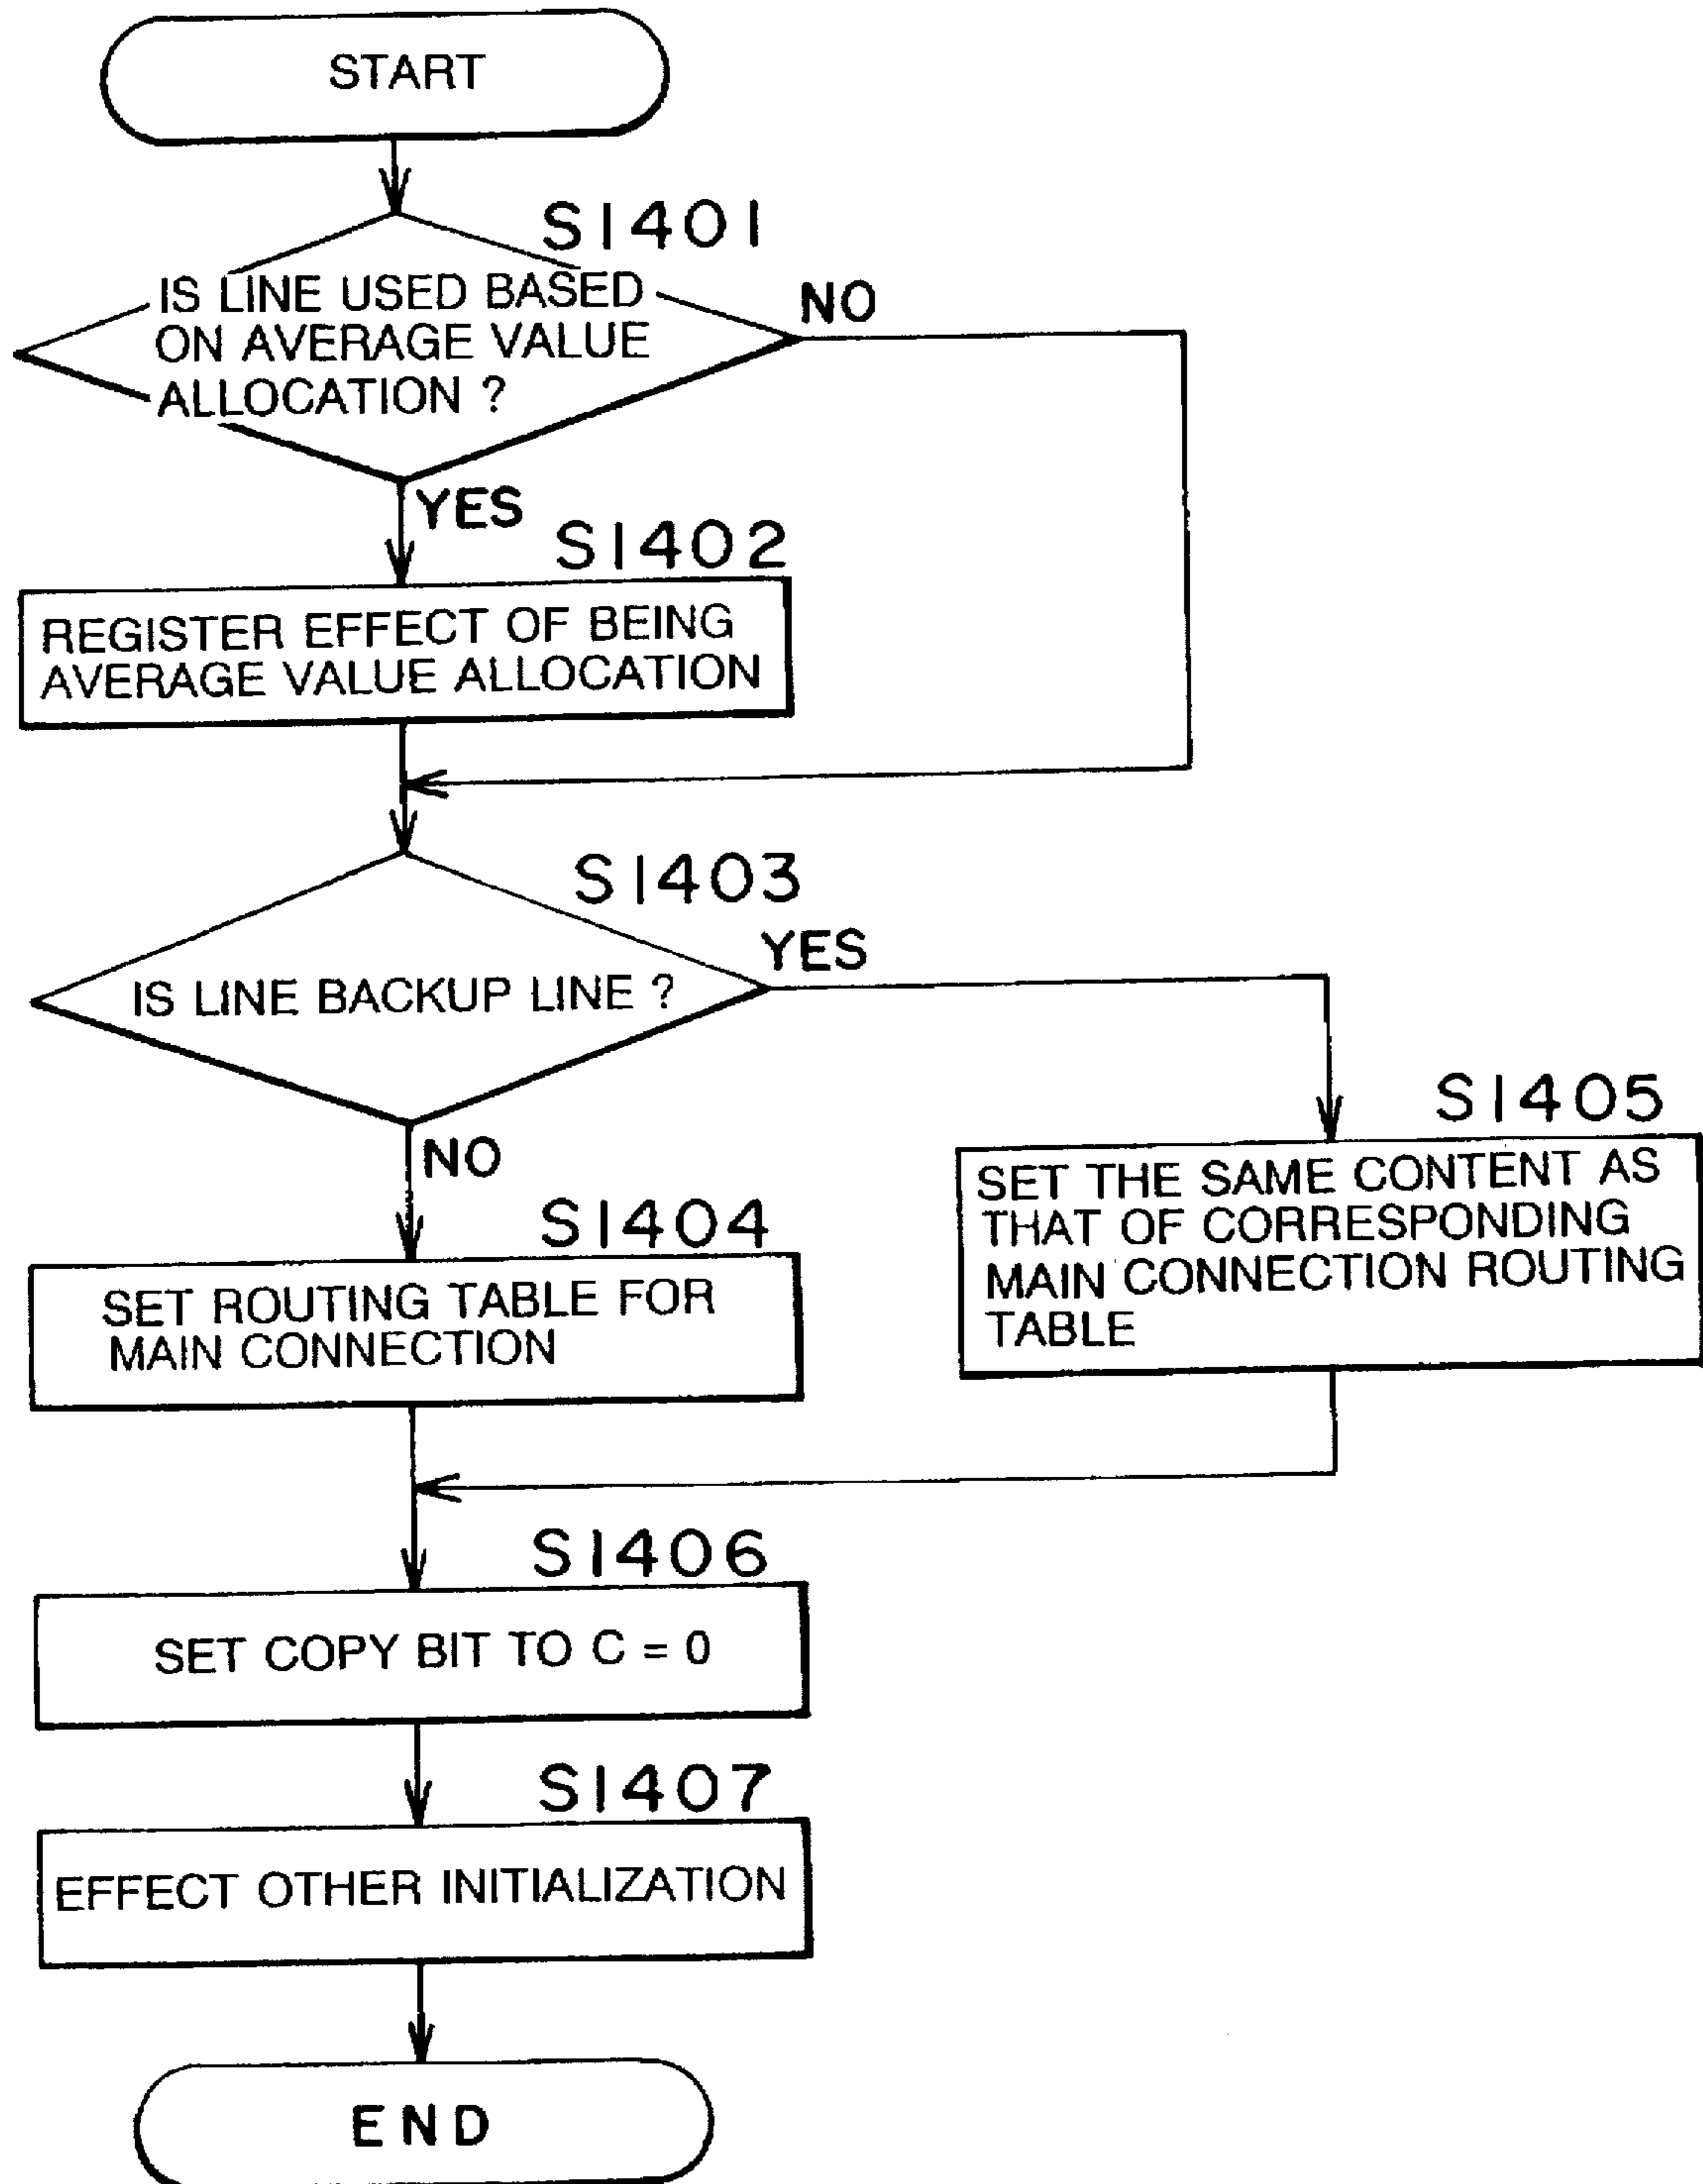 START
S1401
IS LINE USED BASED
ON AVERAGE VALUE
ALLOCATION ?
NO
YES
S1402
REGISTER EFFECT OF BEING
AVERAGE VALUE ALLOCATION
S1403
IS LINE BACKUP LINE ?
YES
NO
S1404
SET ROUTING TABLE FOR
MAIN CONNECTION
S1405
SET THE SAME CONTENT AS
THAT OF CORRESPONDING
MAIN CONNECTION ROUTING
TABLE
S1406
SET COPY BIT TO C = 0
S1407
EFFECT OTHER INITIALIZATION
END